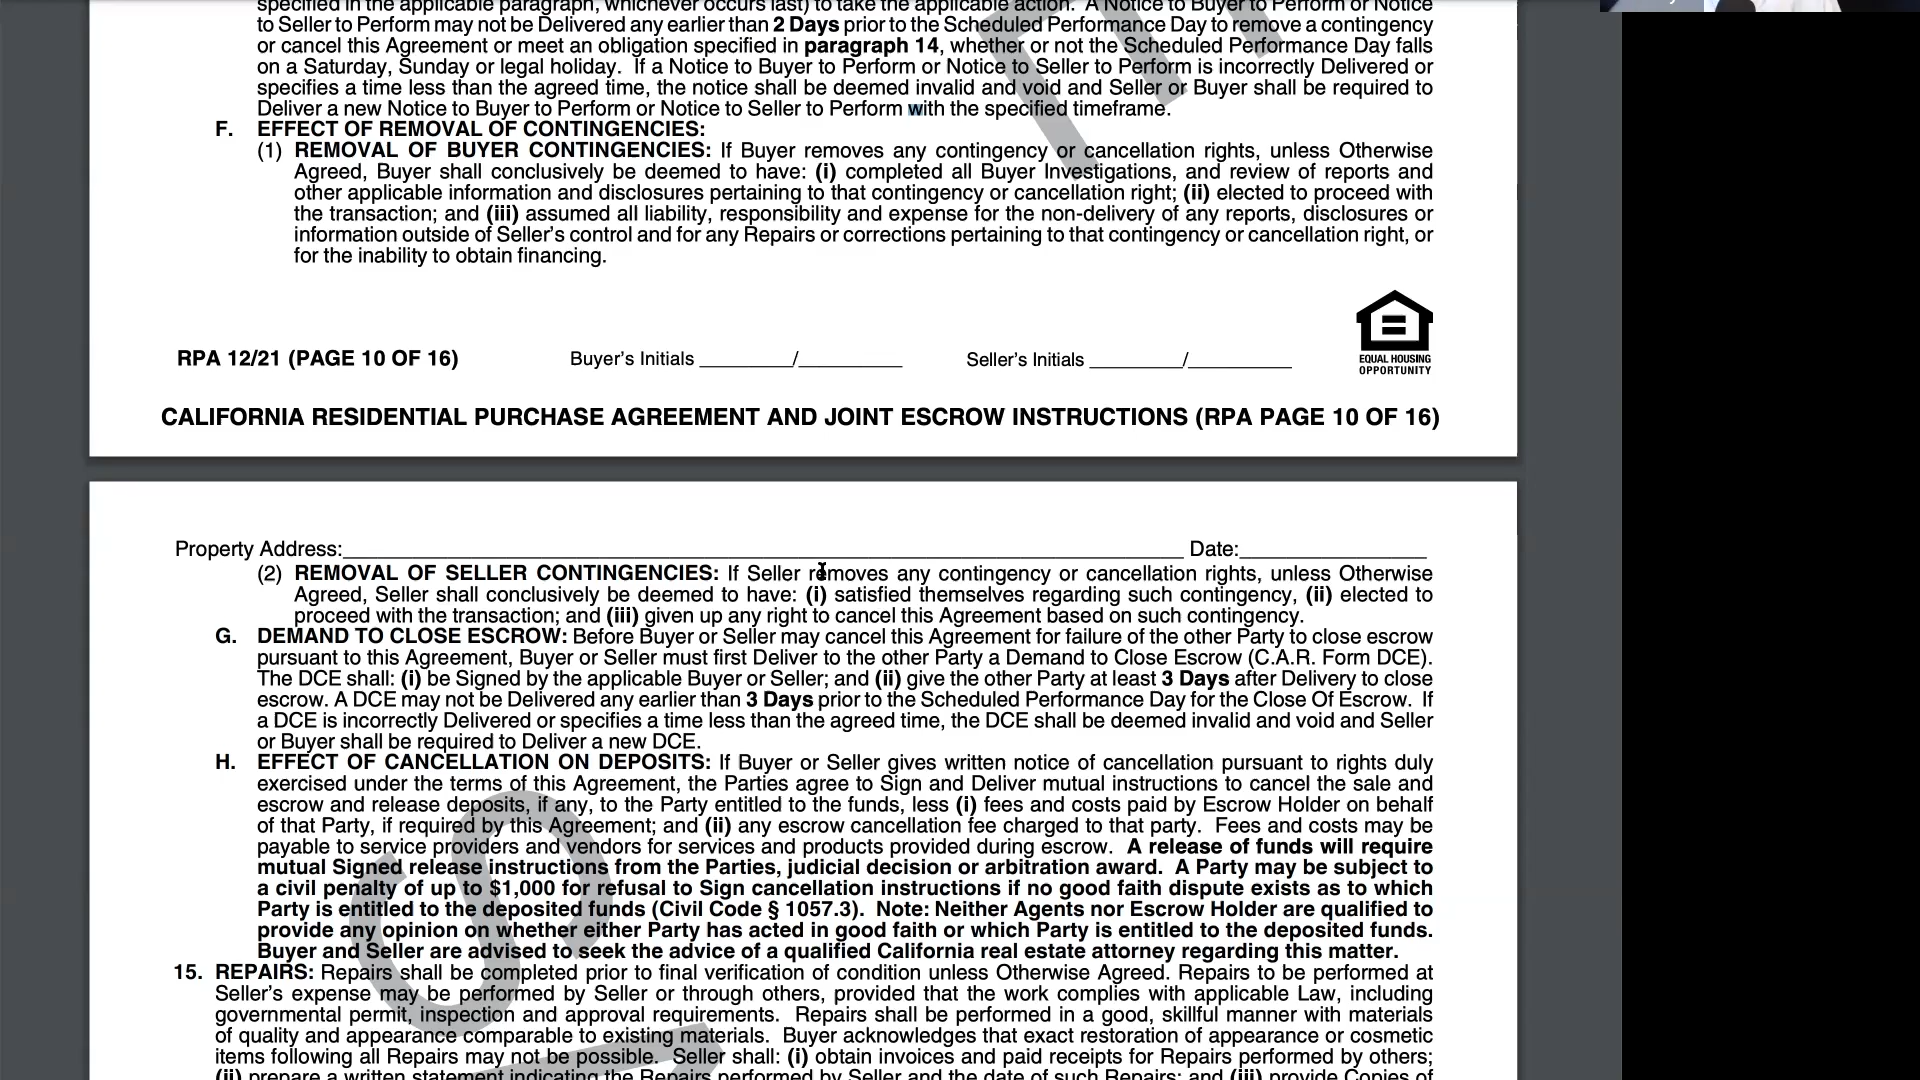 specified in the applicable paragraph, whichever occurs last) to take the applicable action. A Notice to Buyer to Perform or Notice
to Seller to Perform may not be Delivered any earlier than 2 Days prior to the Scheduled Performance Day to remove a contingency
or cancel this Agreement or meet an obligation specified in paragraph 14, whether or not the Scheduled Performance Day falls
on a Saturday, Sunday or legal holiday. If a Notice to Buyer to Perform or Notice to Seller to Perform is incorrectly Delivered or
specifies a time less than the agreed time, the notice shall be deemed invalid and void and Seller or Buyer shall be required to
Deliver a new Notice to Buyer to Perform or Notice to Seller to Perform with the specified timeframe.
F. EFFECT OF REMOVAL OF CONTINGENCIES:
(1) REMOVAL OF BUYER CONTINGENCIES: If Buyer removes any contingency or cancellation rights, unless Otherwise
Agreed, Buyer shall conclusively be deemed to have: (i) completed all Buyer Investigations, and review of reports and
other applicable information and disclosures pertaining to that contingency or cancellation right; (ii) elected to proceed with
the transaction; and (iii) assumed all liability, responsibility and expense for the non-delivery of any reports, disclosures or
information outside of Seller's control and for any Repairs or corrections pertaining to that contingency or cancellation right, or
for the inability to obtain financing.
RPA 12/21 (PAGE 10 OF 16) Buyer's Initials ________/_________ Seller's Initials ________/_________
EQUAL HOUSING
OPPORTUNITY
CALIFORNIA RESIDENTIAL PURCHASE AGREEMENT AND JOINT ESCROW INSTRUCTIONS (RPA PAGE 10 OF 16)
Property Address:____________________ Date:__________
(2) REMOVAL OF SELLER CONTINGENCIES: If Seller removes any contingency or cancellation rights, unless Otherwise
Agreed, Seller shall conclusively be deemed to have: (i) satisfied themselves regarding such contingency, (ii) elected to
proceed with the transaction; and (iii) given up any right to cancel this Agreement based on such contingency.
G. DEMAND TO CLOSE ESCROW: Before Buyer or Seller may cancel this Agreement for failure of the other Party to close escrow
pursuant to this Agreement, Buyer or Seller must first Deliver to the other Party a Demand to Close Escrow (C.A.R. Form DCE).
The DCE shall: (i) be Signed by the applicable Buyer or Seller; and (ii) give the other Party at least 3 Days after Delivery to close
escrow. A DCE may not be Delivered any earlier than 3 Days prior to the Scheduled Performance Day for the Close Of Escrow. If
a DCE is incorrectly Delivered or specifies a time less than the agreed time, the DCE shall be deemed invalid and void and Seller
or Buyer shall be required to Deliver a new DCE.
H. EFFECT OF CANCELLATION ON DEPOSITS: If Buyer or Seller gives written notice of cancellation pursuant to rights duly
exercised under the terms of this Agreement, the Parties agree to Sign and Deliver mutual instructions to cancel the sale and
escrow and release deposits, if any, to the Party entitled to the funds, less (i) fees and costs paid by Escrow Holder on behalf
of that Party, if required by this Agreement; and (ii) any escrow cancellation fee charged to that party. Fees and costs may be
payable to service providers and vendors for services and products provided during escrow. A release of funds will require
mutual Signed release instructions from the Parties, judicial decision or arbitration award. A Party may be subject to
a civil penalty of up to $1,000 for refusal to Sign cancellation instructions if no good faith dispute exists as to which
Party is entitled to the deposited funds (Civil Code § 1057.3). Note: Neither Agents nor Escrow Holder are qualified to
provide any opinion on whether either Party has acted in good faith or which Party is entitled to the deposited funds.
Buyer and Seller are advised to seek the advice of a qualified California real estate attorney regarding this matter.
15. REPAIRS: Repairs shall be completed prior to final verification of condition unless Otherwise Agreed. Repairs to be performed at
Seller's expense may be performed by Seller or through others, provided that the work complies with applicable Law, including
governmental permit, inspection and approval requirements. Repairs shall be performed in a good, skillful manner with materials
of quality and appearance comparable to existing materials. Buyer acknowledges that exact restoration of appearance or cosmetic
items following all Repairs may not be possible. Seller shall: (i) obtain invoices and paid receipts for Repairs performed by others;
(ii) prepare a written statement indicating the Repairs performed by Seller and the date of such Repairs; and (iii) provide Copies of